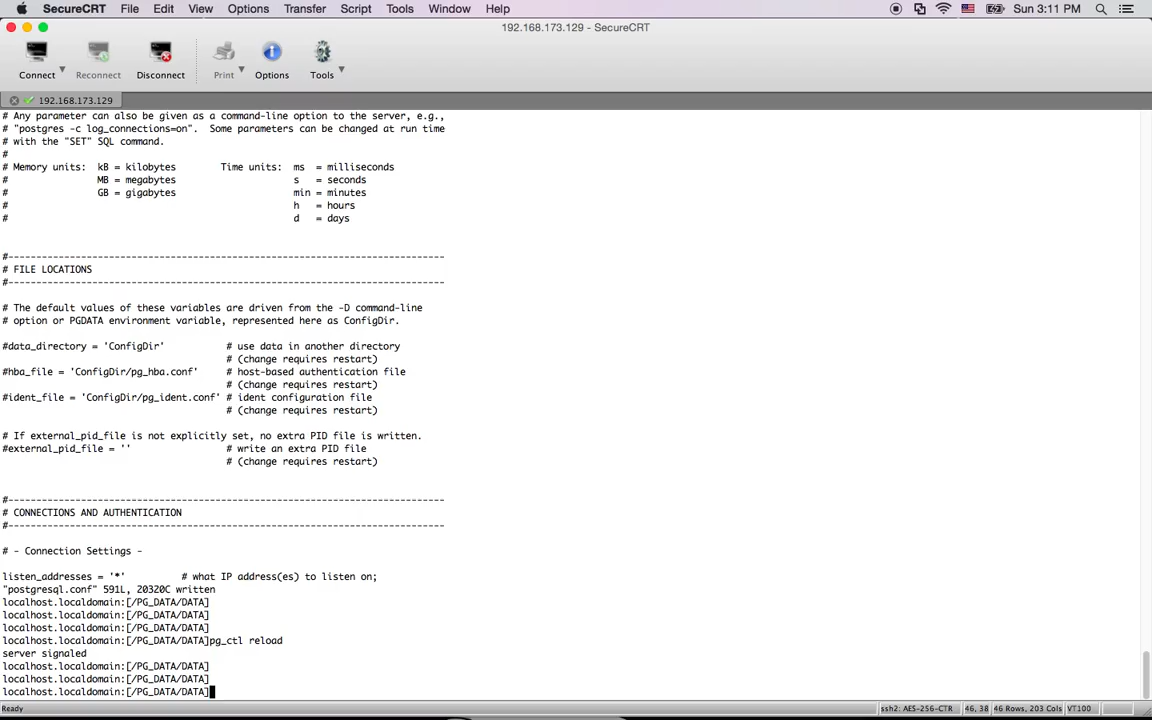 SecureCRT File Edit View Options Transfer Script Tools Window Help Sun 3:11 PM
192.168.173.129 - SecureCRT
Connect Reconnect Disconnect Print Options Tools
192.168.173.129
# Any parameter can also be given as a command-line option to the server, e.g.,
# "postgres -c log_connections=on". Some parameters can be changed at run time
# with the "SET" SQL command.
#
# Memory units: kB = kilobytes Time units: ms = milliseconds
# MB = megabytes s = seconds
# GB = gigabytes min = minutes
# h = hours
# d = days
#------------------------------------------------------------------------------
# FILE LOCATIONS
#------------------------------------------------------------------------------
# The default values of these variables are driven from the -D command-line
# option or PGDATA environment variable, represented here as ConfigDir.
#data_directory = 'ConfigDir' # use data in another directory
# (change requires restart)
#hba_file = 'ConfigDir/pg_hba.conf' # host-based authentication file
# (change requires restart)
#ident_file = 'ConfigDir/pg_ident.conf' # ident configuration file
# (change requires restart)
# If external_pid_file is not explicitly set, no extra PID file is written.
#external_pid_file = '' # write an extra PID file
# (change requires restart)
#------------------------------------------------------------------------------
# CONNECTIONS AND AUTHENTICATION
#------------------------------------------------------------------------------
# - Connection Settings -
listen_addresses = '*' # what IP address(es) to listen on;
"postgresql.conf" 591L, 20320C written
localhost.localdomain:[/PG_DATA/DATA]
localhost.localdomain:[/PG_DATA/DATA]
localhost.localdomain:[/PG_DATA/DATA]
localhost.localdomain:[/PG_DATA/DATA]pg_ctl reload
server signaled
localhost.localdomain:[/PG_DATA/DATA]
localhost.localdomain:[/PG_DATA/DATA]
localhost.localdomain:[/PG_DATA/DATA]
Ready ssh2: AES-256-CTR 46, 38 46 Rows, 203 Cols VT100